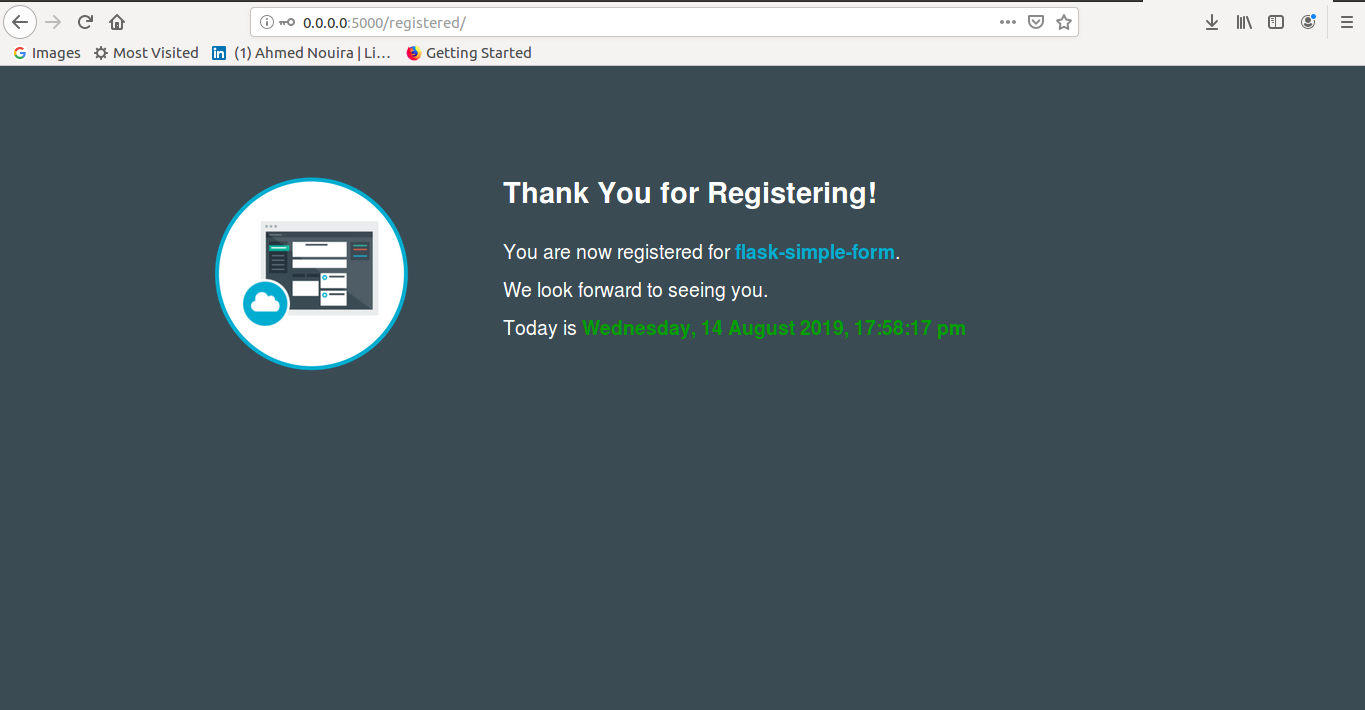 0.0.0.0:5000/registered/
Images Most Visited (1) Ahmed Nouira | Li... Getting Started
Thank You for Registering!
You are now registered for flask-simple-form.
We look forward to seeing you.
Today is Wednesday, 14 August 2019, 17:58:17 pm